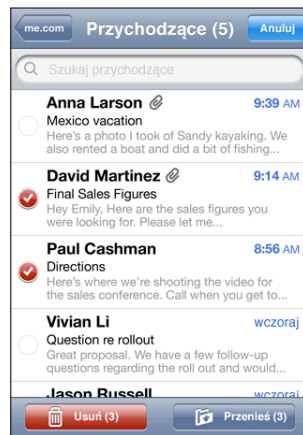 me.com Przychodzące (5) Anuluj
Szukaj przychodzące
Anna Larson 9:39 AM
Mexico vacation
Here's a photo I took of Sandy kayaking. We
also rented a boat and did a bit of fishing...
David Martinez 9:14 AM
Final Sales Figures
Hey Emily, Here are the sales figures you
were looking for. Please let me...
Paul Cashman 8:56 AM
Directions
Here's where we're shooting the video for
the sales conference. Call when you get to...
Vivian Li wczoraj
Question re rollout
Great proposal. We have a few follow-up
questions regarding the roll out and would...
Jason Russell wczoraj
Usuń (3) Przenieś (3)